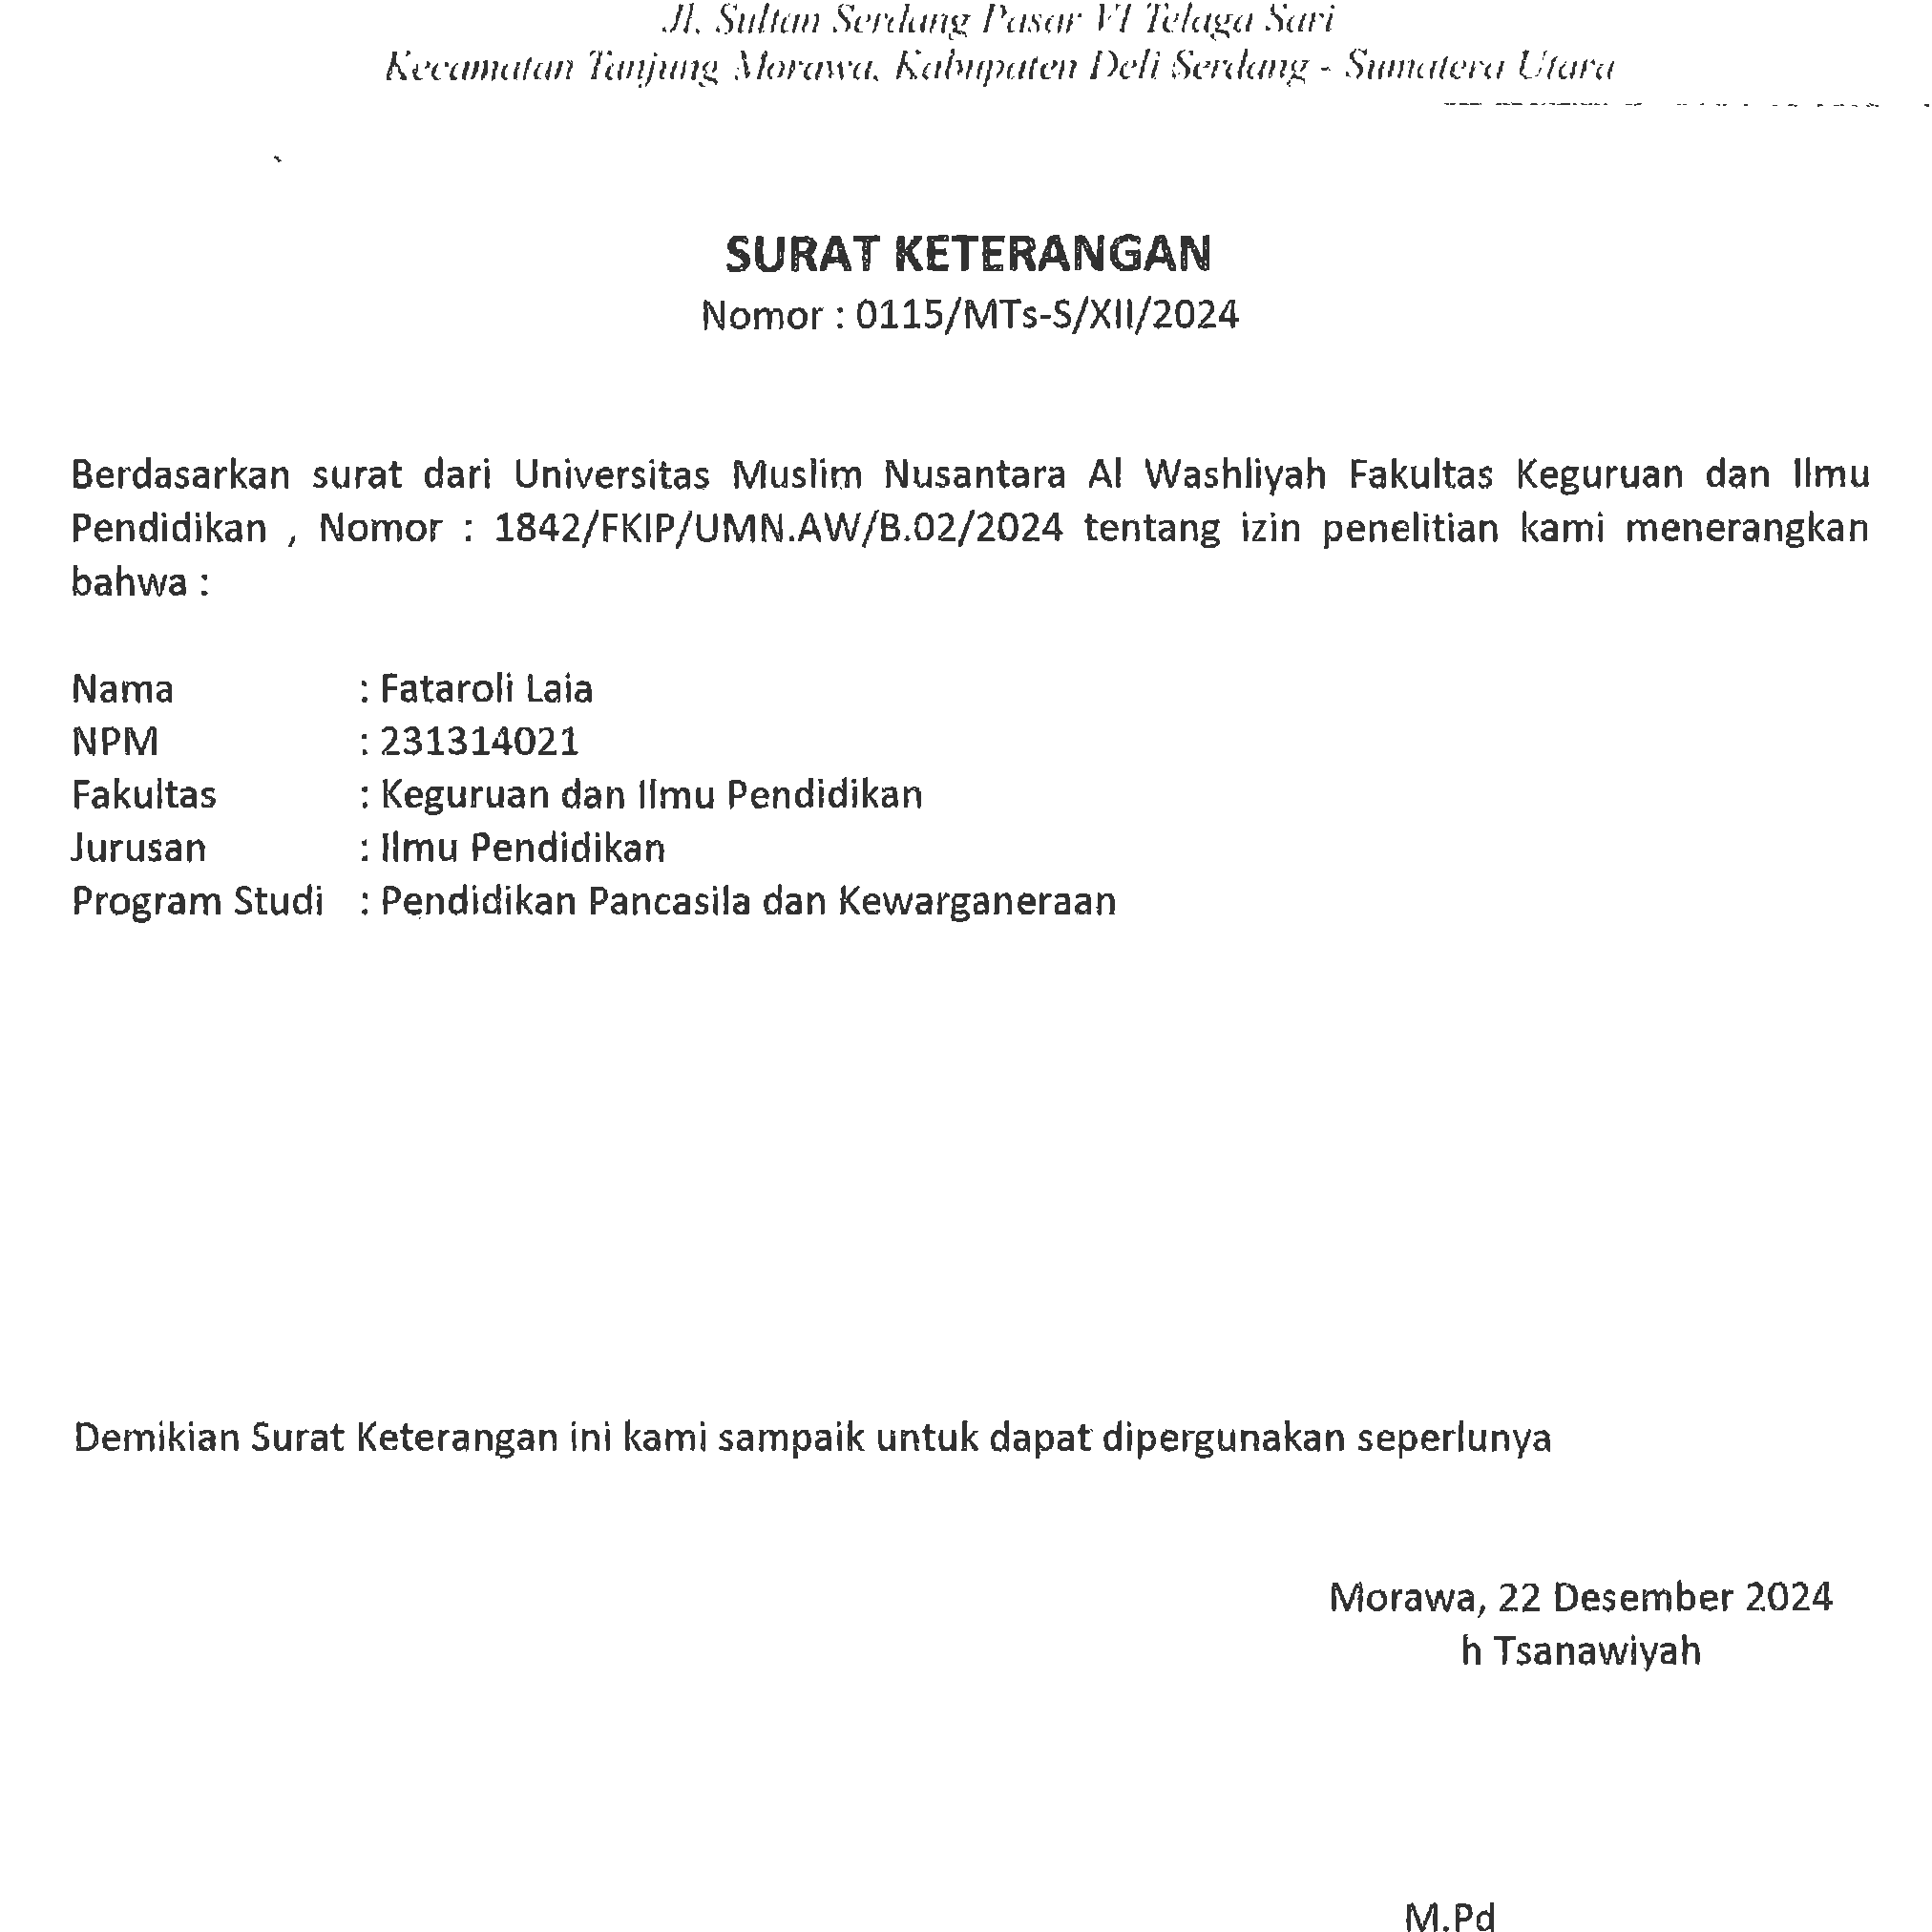 Jl. Sultan Serdang Pasar VI Telaga Sari
Kecamatan Tanjung Morawa, Kabupaten Deli Serdang - Sumatera Utara
SURAT KETERANGAN
Nomor : 0115/MTs-S/XII/2024
Berdasarkan surat dari Universitas Muslim Nusantara Al Washliyah Fakultas Keguruan dan Ilmu
Pendidikan , Nomor : 1842/FKIP/UMN.AW/B.02/2024 tentang izin penelitian kami menerangkan
bahwa :
Nama : Fataroli Laia
NPM : 231314021
Fakultas : Keguruan dan Ilmu Pendidikan
Jurusan : Ilmu Pendidikan
Program Studi : Pendidikan Pancasila dan Kewarganeraan
Demikian Surat Keterangan ini kami sampaik untuk dapat dipergunakan seperlunya
Morawa, 22 Desember 2024
h Tsanawiyah
M.Pd